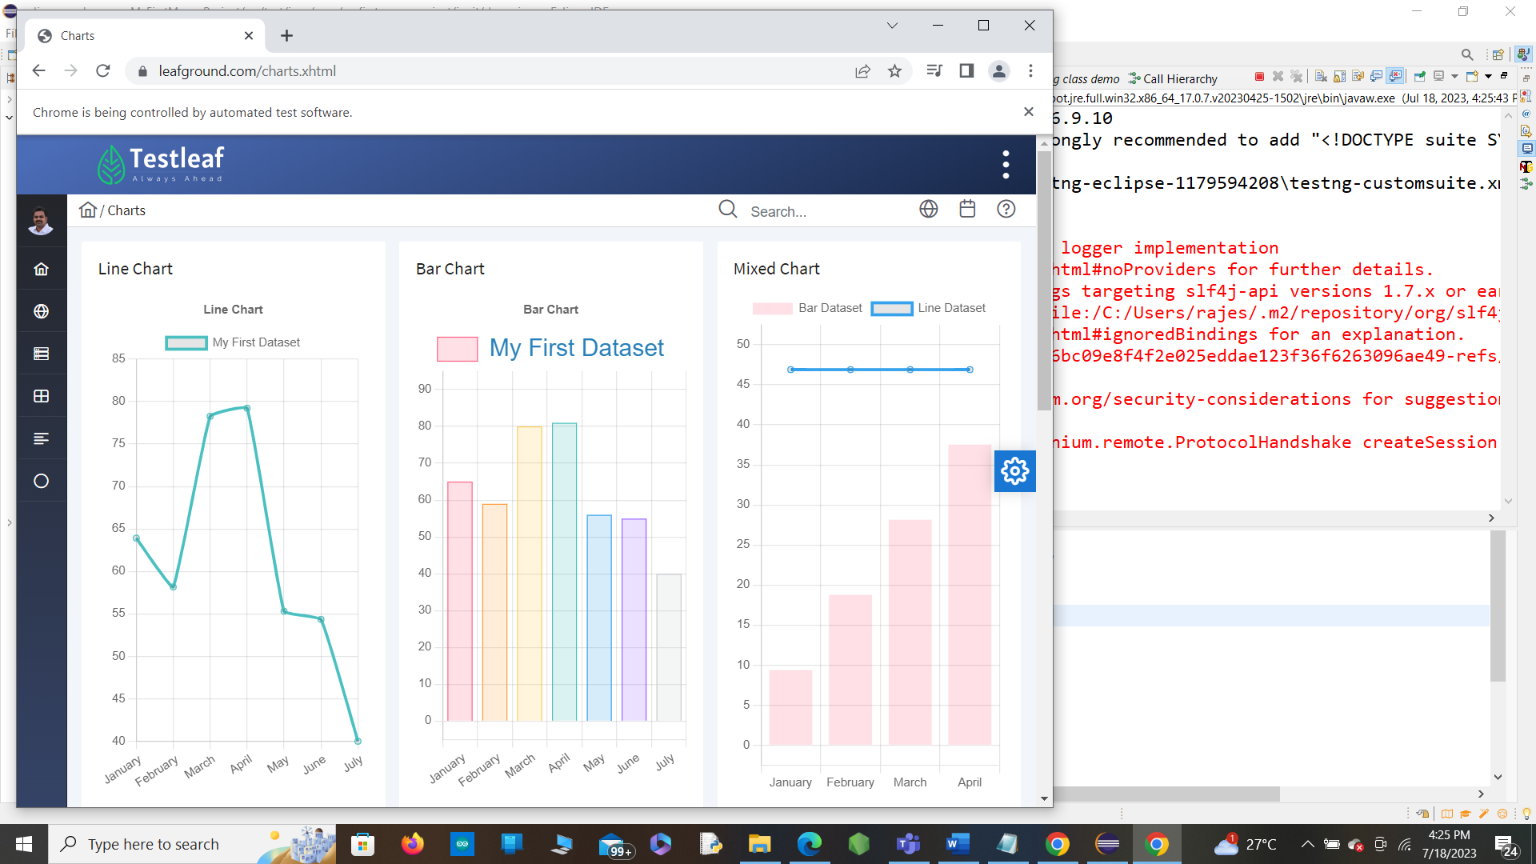 Charts
leafground.com/charts.xhtml
Chrome is being controlled by automated test software.
Testleaf
Always Ahead
/ Charts
Search...
Line Chart
Line Chart
My First Dataset
85
80
75
70
65
60
55
50
45
40
January
February
March
April
May
June
July
Bar Chart
Bar Chart
My First Dataset
90
80
70
60
50
40
30
20
10
0
January
February
March
April
May
June
July
Mixed Chart
Bar Dataset
Line Dataset
50
45
40
35
30
25
20
15
10
5
0
January
February
March
April
g class demo
Call Hierarchy
pot.jre.full.win32.x86_64_17.0.7.v20230425-1502\jre\bin\javaw.exe (Jul 18, 2023, 4:25:43 P
6.9.10
ongly recommended to add "<!DOCTYPE suite SY
tng-eclipse-1179594208\testng-customsuite.xm
logger implementation
html#noProviders for further details.
gs targeting slf4j-api versions 1.7.x or ear
ile:/C:/Users/rajes/.m2/repository/org/slf4j
html#ignoredBindings for an explanation.
6bc09e8f4f2e025eddae123f36f6263096ae49-refs/
m.org/security-considerations for suggestion
nium.remote.ProtocolHandshake createSession
Type here to search
99+
1
27°C
4:25 PM
7/18/2023
24